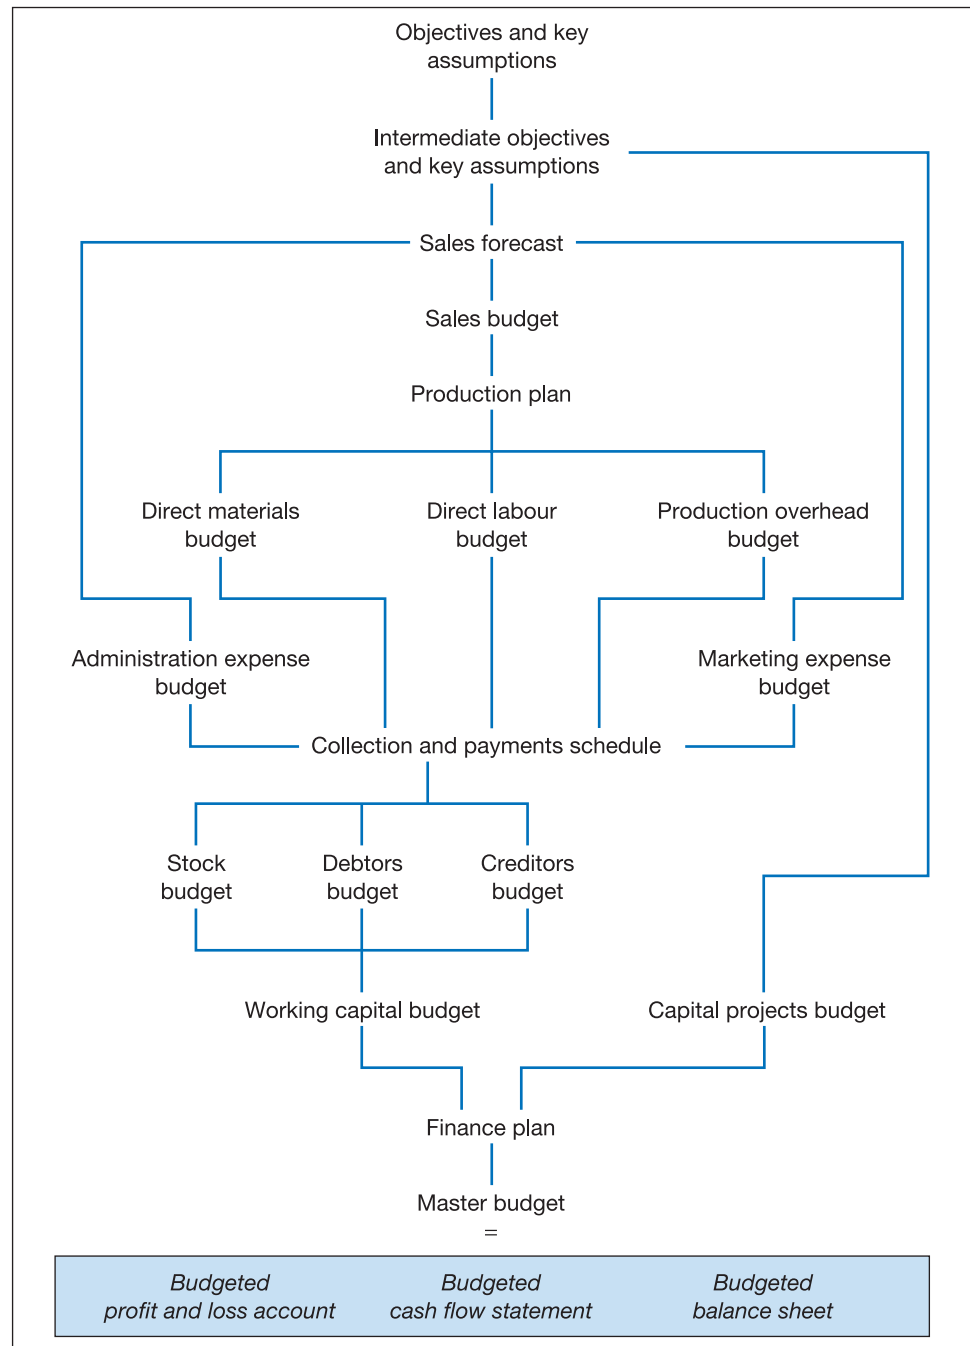 Objectives and key
assumptions
Intermediate objectives
and key assumptions
Sales forecast
Sales budget
Production plan
Direct materials
budget
Direct labour
budget
Production overhead
budget
Administration expense
budget
Marketing expense
budget
Collection and payments schedule
Stock
budget
Debtors
budget
Creditors
budget
Working capital budget
Capital projects budget
Finance plan
Master budget
=
Budgeted
profit and loss account
Budgeted
cash flow statement
Budgeted
balance sheet